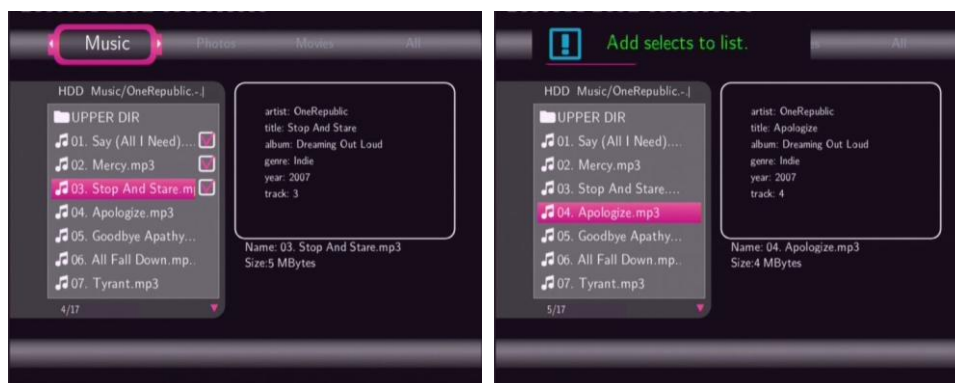 Music
Photos
Movies
All
HDD Music/OneRepublic.-.|
UPPER DIR
01. Say (All I Need)....
02. Mercy.mp3
03. Stop And Stare.m
04. Apologize.mp3
05. Goodbye Apathy...
06. All Fall Down.mp..
07. Tyrant.mp3
4/17
artist: OneRepublic
title: Stop And Stare
album: Dreaming Out Loud
genre: Indie
year: 2007
track: 3
Name: 03. Stop And Stare.mp3
Size:5 MBytes
Add selects to list.
All
HDD Music/OneRepublic.-.|
UPPER DIR
01. Say (All I Need)....
02. Mercy.mp3
03. Stop And Stare....
04. Apologize.mp3
05. Goodbye Apathy...
06. All Fall Down.mp..
07. Tyrant.mp3
5/17
artist: OneRepublic
title: Apologize
album: Dreaming Out Loud
genre: Indie
year: 2007
track: 4
Name: 04. Apologize.mp3
Size:4 MBytes